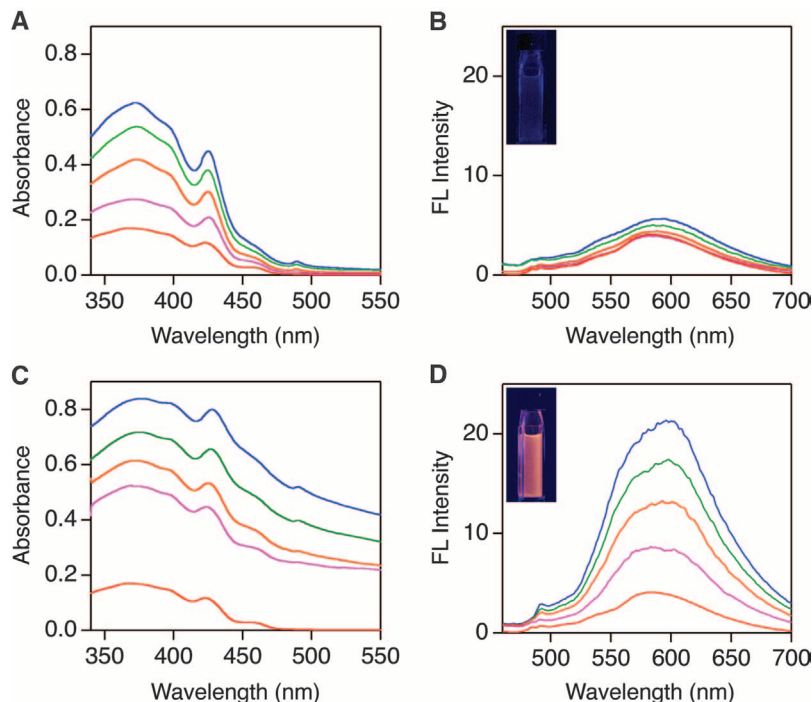 A
0.8
0.6
0.4
0.2
0.0
Absorbance
350 400 450 500 550
Wavelength (nm)
B
20
10
0
FL Intensity
500 550 600 650 700
Wavelength (nm)
C
0.8
0.6
0.4
0.2
0.0
Absorbance
350 400 450 500 550
Wavelength (nm)
D
20
10
0
FL Intensity
500 550 600 650 700
Wavelength (nm)